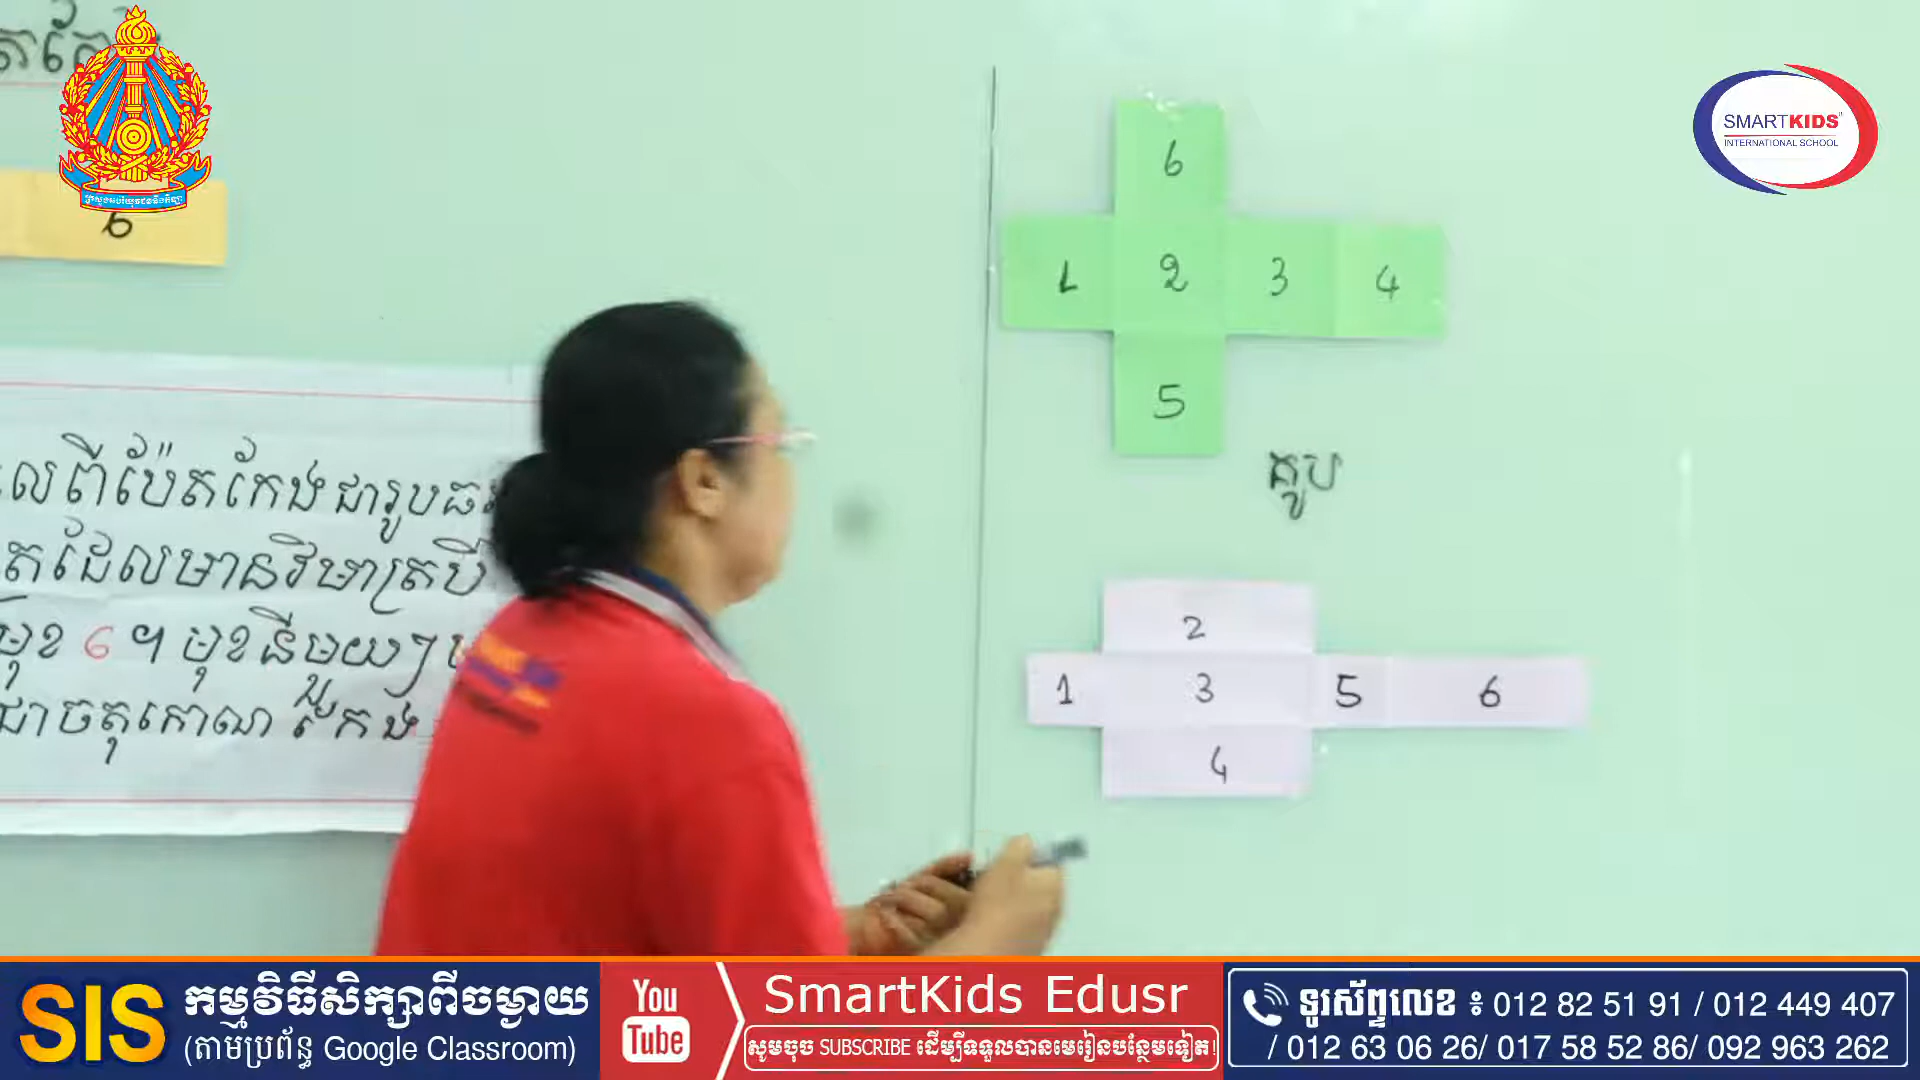 6
SMARTKIDS
INTERNATIONAL SCHOOL
6
1 2 3 4
5
គូប
លេពីប៉ែតកែងជារូបធ
ត្រដែលមានវិមាត្របី
មុខ 6 ។ មុខនីមួយៗ
ជាចតុកោណ កែង
2
1 3 5 6
4
SIS
កម្មវិធីសិក្សាពីចម្ងាយ
(តាមប្រព័ន្ធ Google Classroom)
You
Tube
SmartKids Edusr
សូមចុច SUBSCRIBE ដើម្បីទទួលបានមេរៀនបន្ថែមទៀត!
ទូរស័ព្ទលេខ ៖ 012 82 51 91 / 012 449 407
/ 012 63 06 26/ 017 58 52 86/ 092 963 262